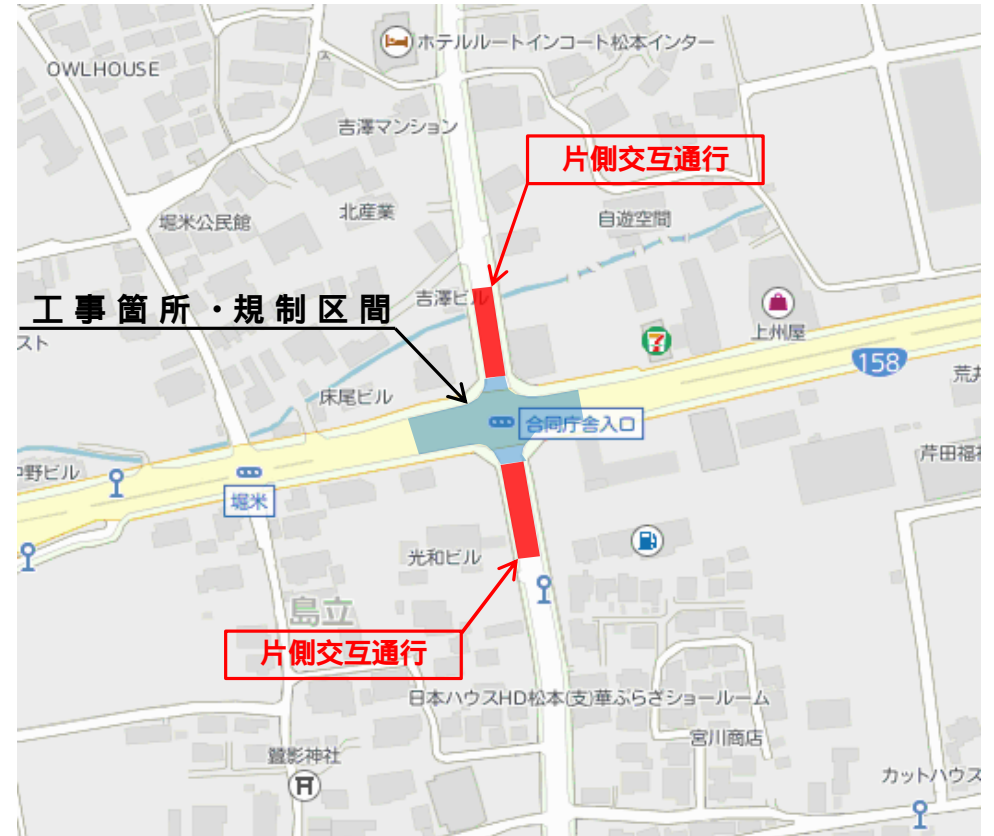 ホテルルートインコート松本インター
OWLHOUSE
吉澤マンション
片側交互通行
北産業
堀米公民館
自遊空間
吉澤ビル
工事箇所・規制区間
上州屋
スト
7
158
荒井
床尾ビル
合同庁舎入口
芹田福祉
中野ビル
堀米
光和ビル
島立
片側交互通行
日本ハウスHD松本(支)華ぶらざショールーム
宮川商店
鷺影神社
カットハウス